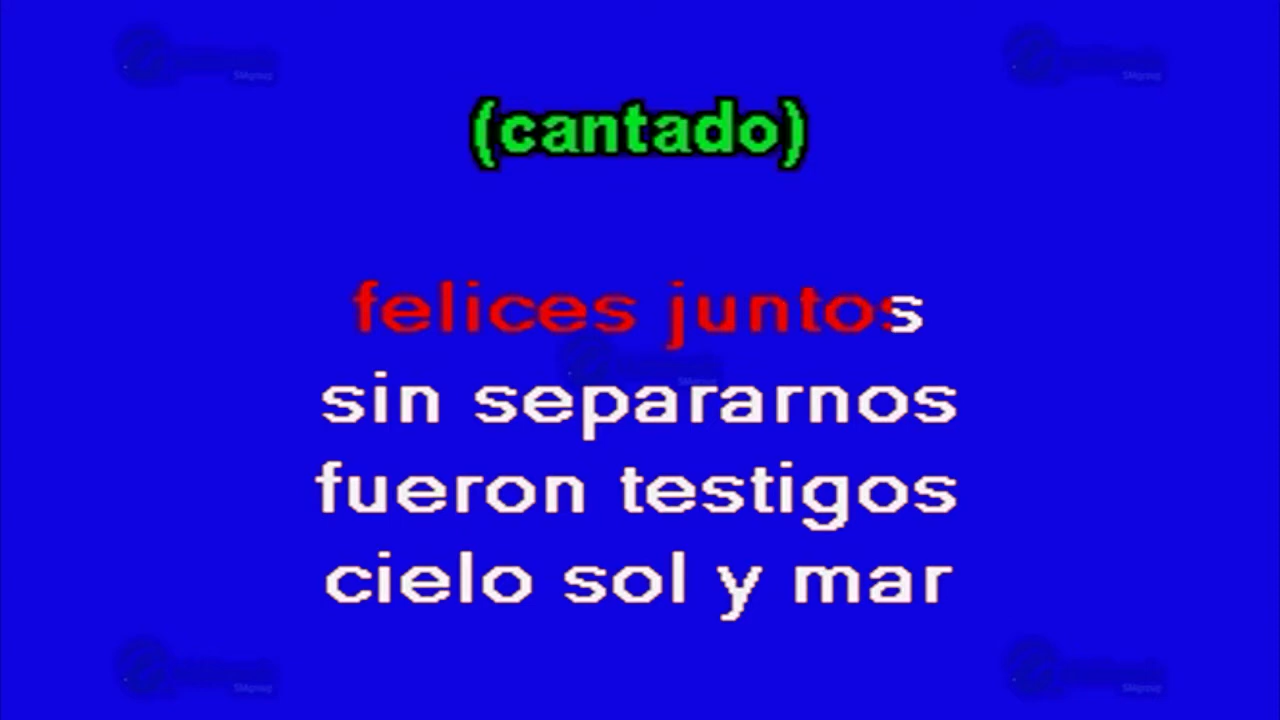 (cantado)
felices juntos
sin separarnos
fueron testigos
cielo sol y mar